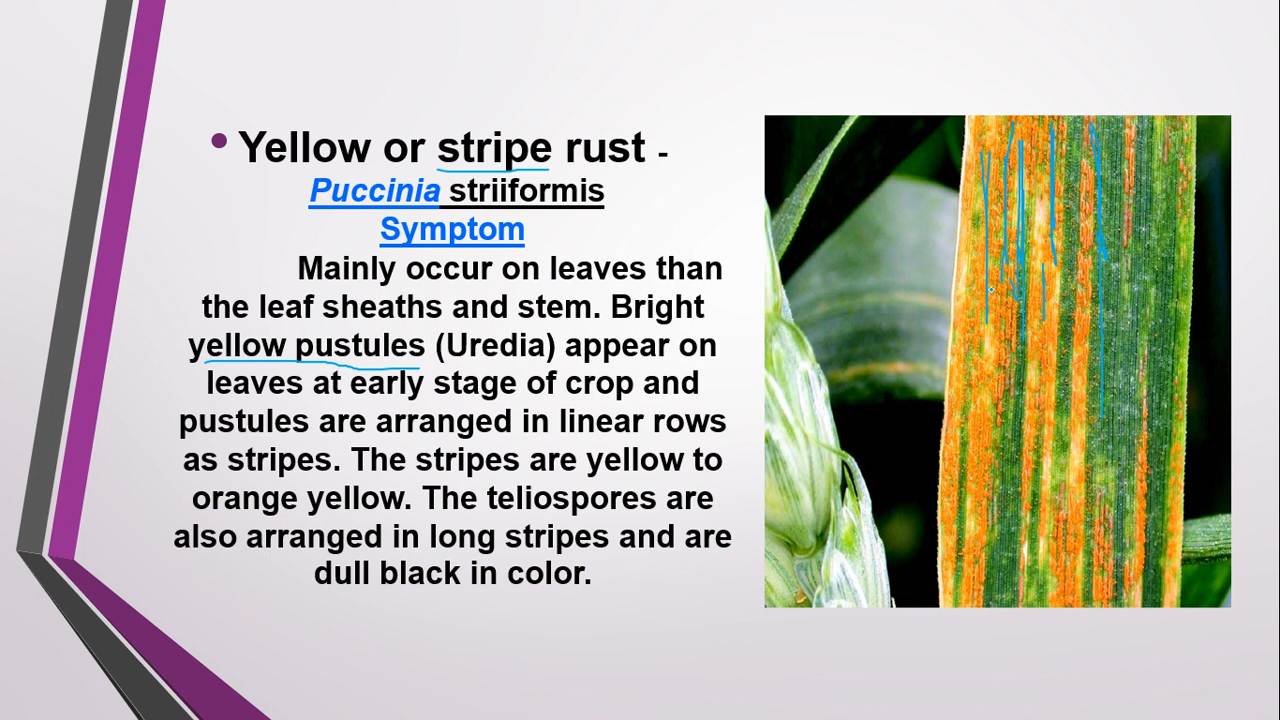 • Yellow or stripe rust -
Puccinia striiformis
Symptom
Mainly occur on leaves than
the leaf sheaths and stem. Bright
yellow pustules (Uredia) appear on
leaves at early stage of crop and
pustules are arranged in linear rows
as stripes. The stripes are yellow to
orange yellow. The teliospores are
also arranged in long stripes and are
dull black in color.